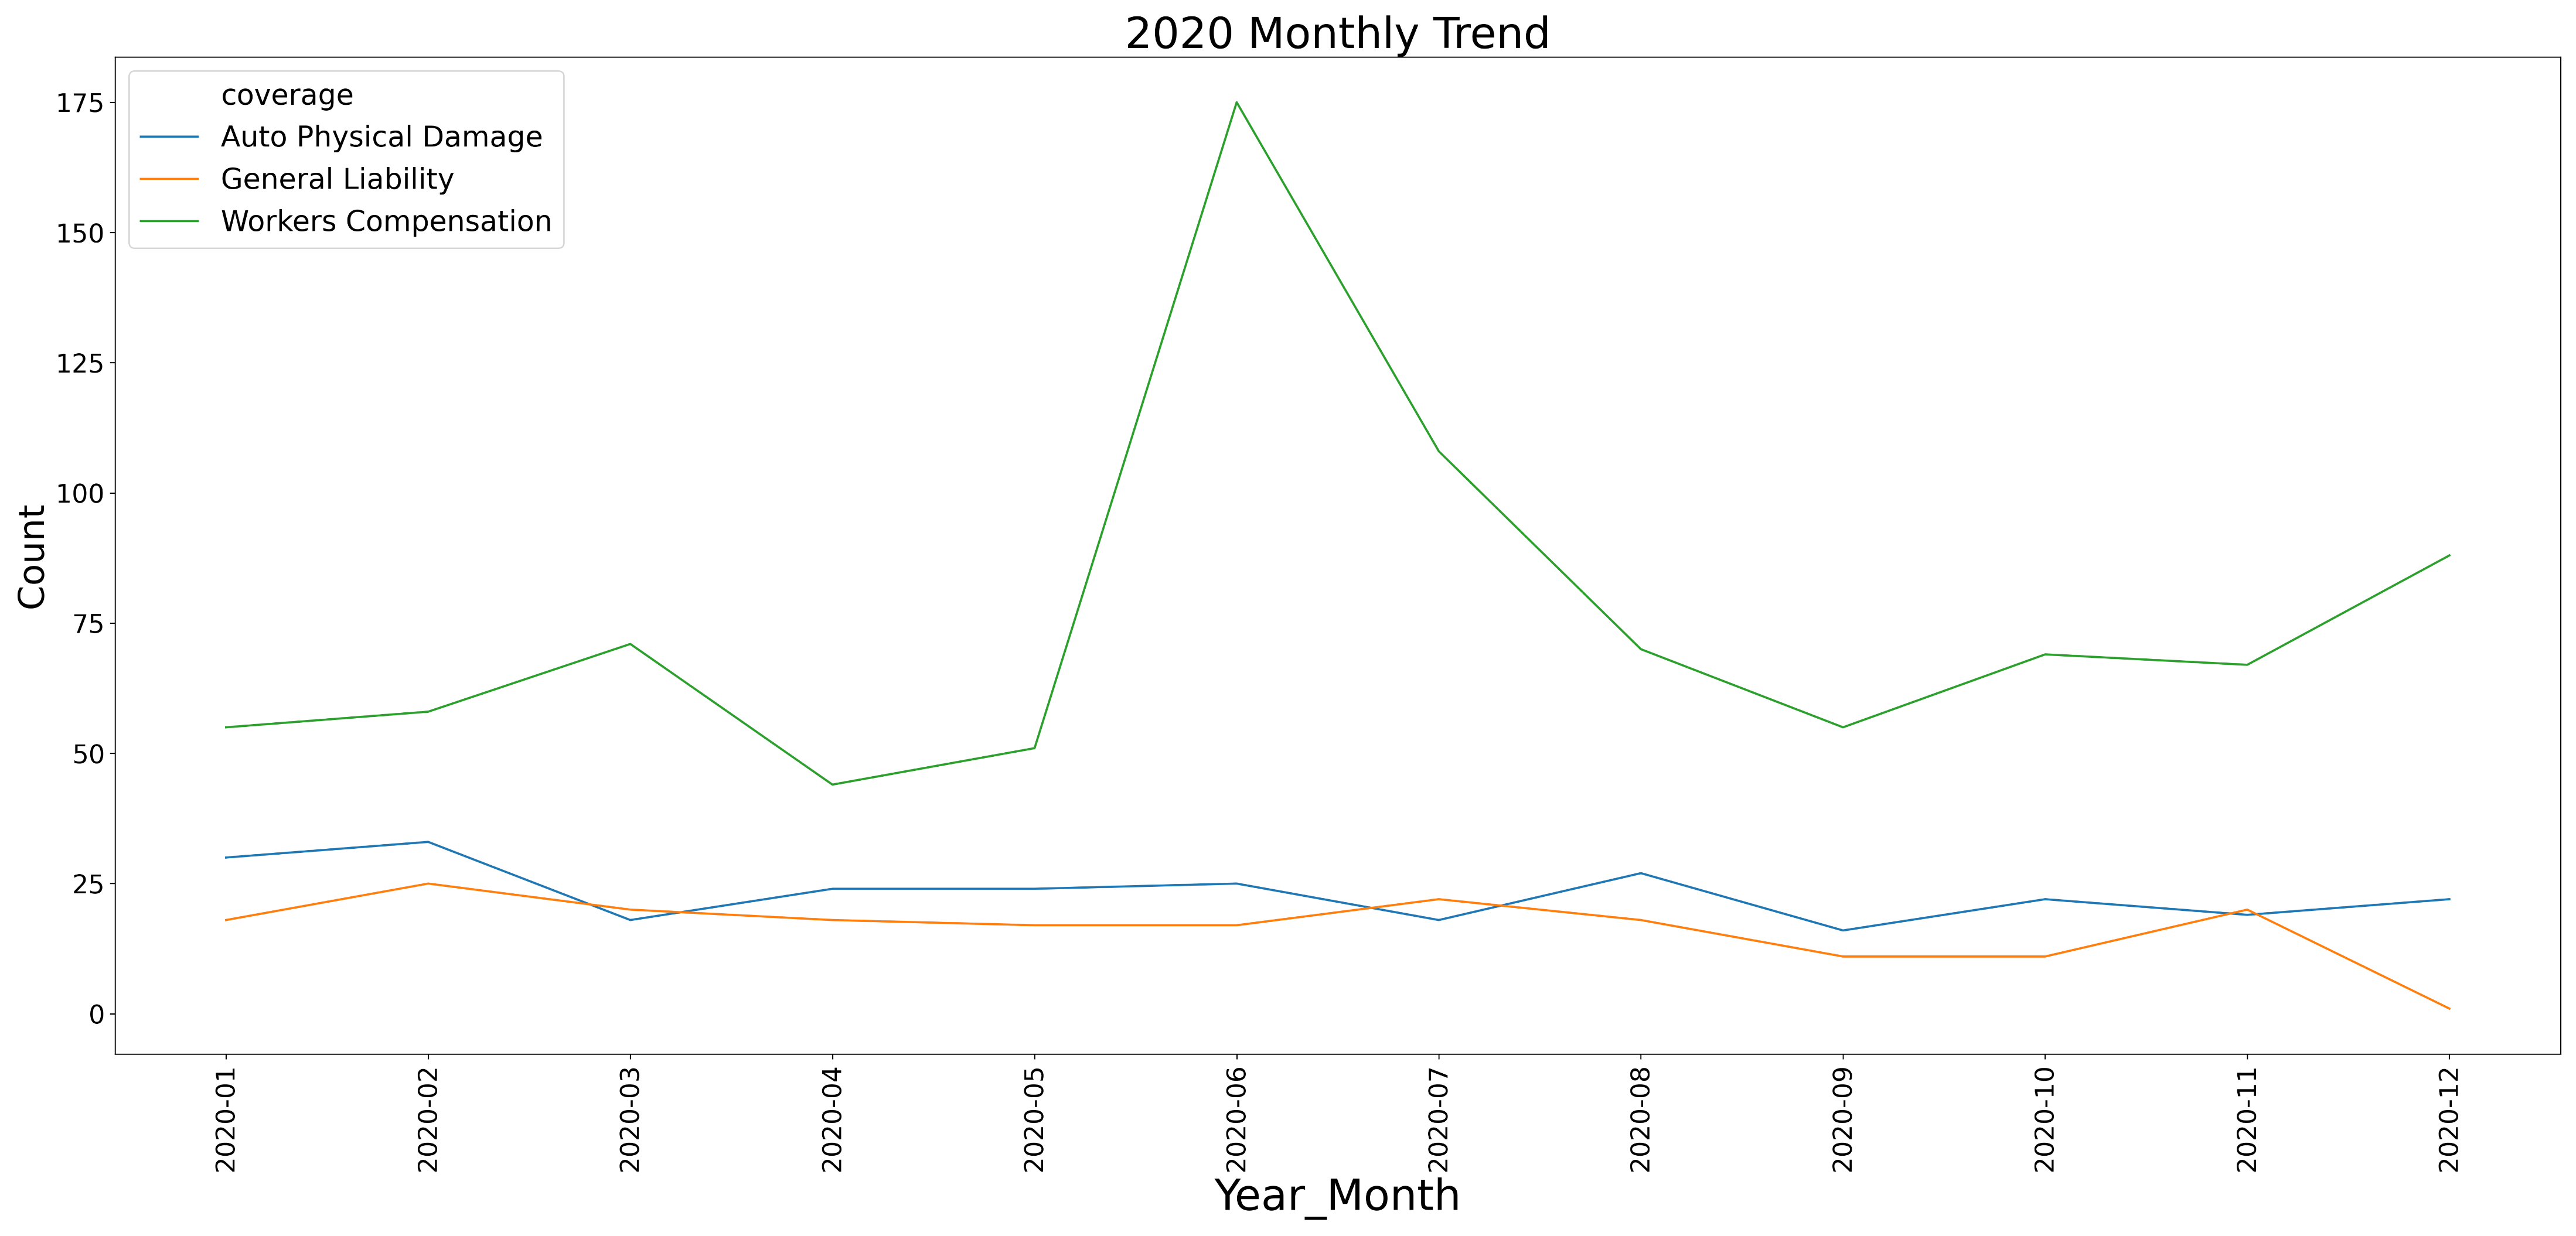 2020 Monthly Trend
coverage
Auto Physical Damage
General Liability
Workers Compensation
175
150
125
100
75
50
25
0
Count
2020-01
2020-02
2020-03
2020-04
2020-05
2020-06
2020-07
2020-08
2020-09
2020-10
2020-11
2020-12
Year_Month